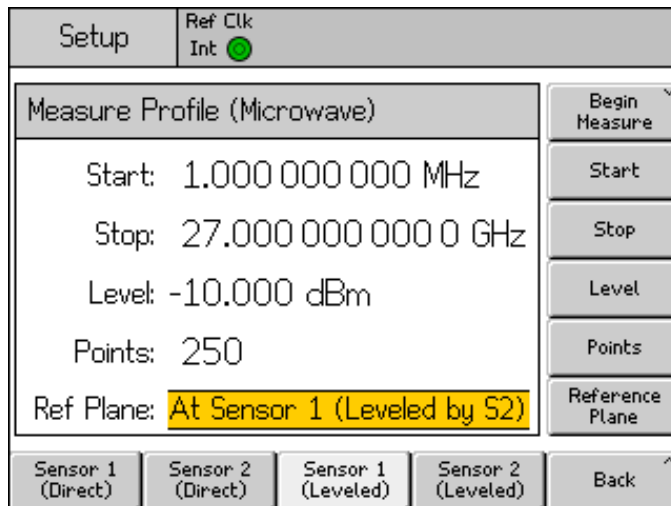 Setup
Ref Clk
Int
Measure Profile (Microwave)
Start: 1.000 000 000 MHz
Stop: 27.000 000 000 0 GHz
Level: -10.000 dBm
Points: 250
Ref Plane: At Sensor 1 (Leveled by S2)
Begin
Measure
Start
Stop
Level
Points
Reference
Plane
Sensor 1
(Direct)
Sensor 2
(Direct)
Sensor 1
(Leveled)
Sensor 2
(Leveled)
Back